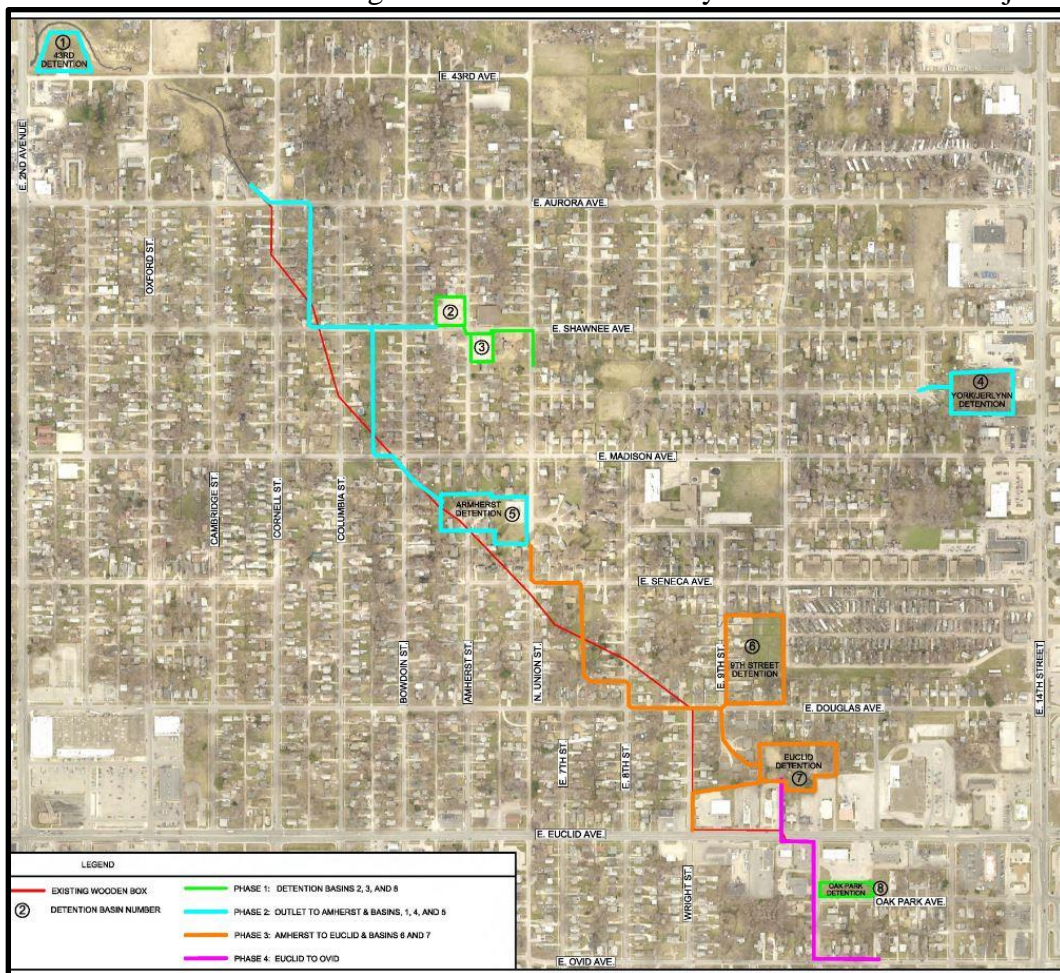 ①
43RD
DETENTION
E. 43RD AVE.
E. 2ND AVENUE
E. AURORA AVE.
OXFORD ST.
②
E. SHAWNEE AVE.
③
④
YORK/JERLYNN
DETENTION
E. MADISON AVE.
CAMBRIDGE ST.
CORNELL ST.
COLUMBIA ST.
ARMHERST
DETENTION
⑤
E. SENECA AVE.
BOWDOIN ST.
AMHERST ST.
N. UNION ST.
E. 9TH ST.
⑥
9TH STREET
DETENTION
E. 14TH STREET
E. DOUGLAS AVE.
E. 7TH ST.
E. 8TH ST.
EUCLID
DETENTION
⑦
E. EUCLID AVE.
WRIGHT ST.
OAK PARK
DETENTION
⑧
OAK PARK AVE.
E. OVID AVE.
LEGEND
EXISTING WOODEN BOX
② DETENTION BASIN NUMBER
PHASE 1: DETENTION BASINS 2, 3, AND 8
PHASE 2: OUTLET TO AMHERST & BASINS, 1, 4, AND 5
PHASE 3: AMHERST TO EUCLID & BASINS 6 AND 7
PHASE 4: EUCLID TO OVID